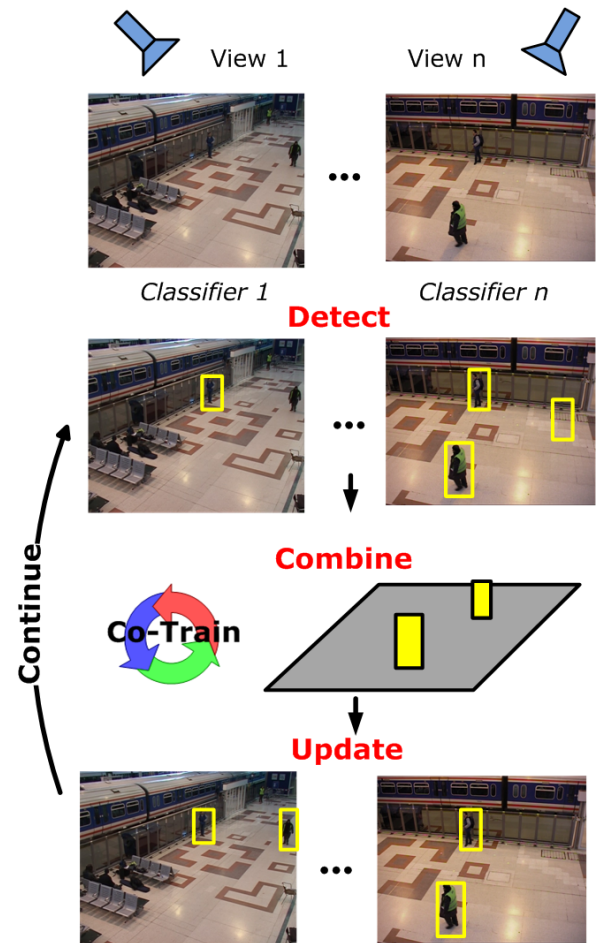 View 1
View n
...
Classifier 1
Classifier n
Detect
...
Combine
Continue
Co-Train
Update
...